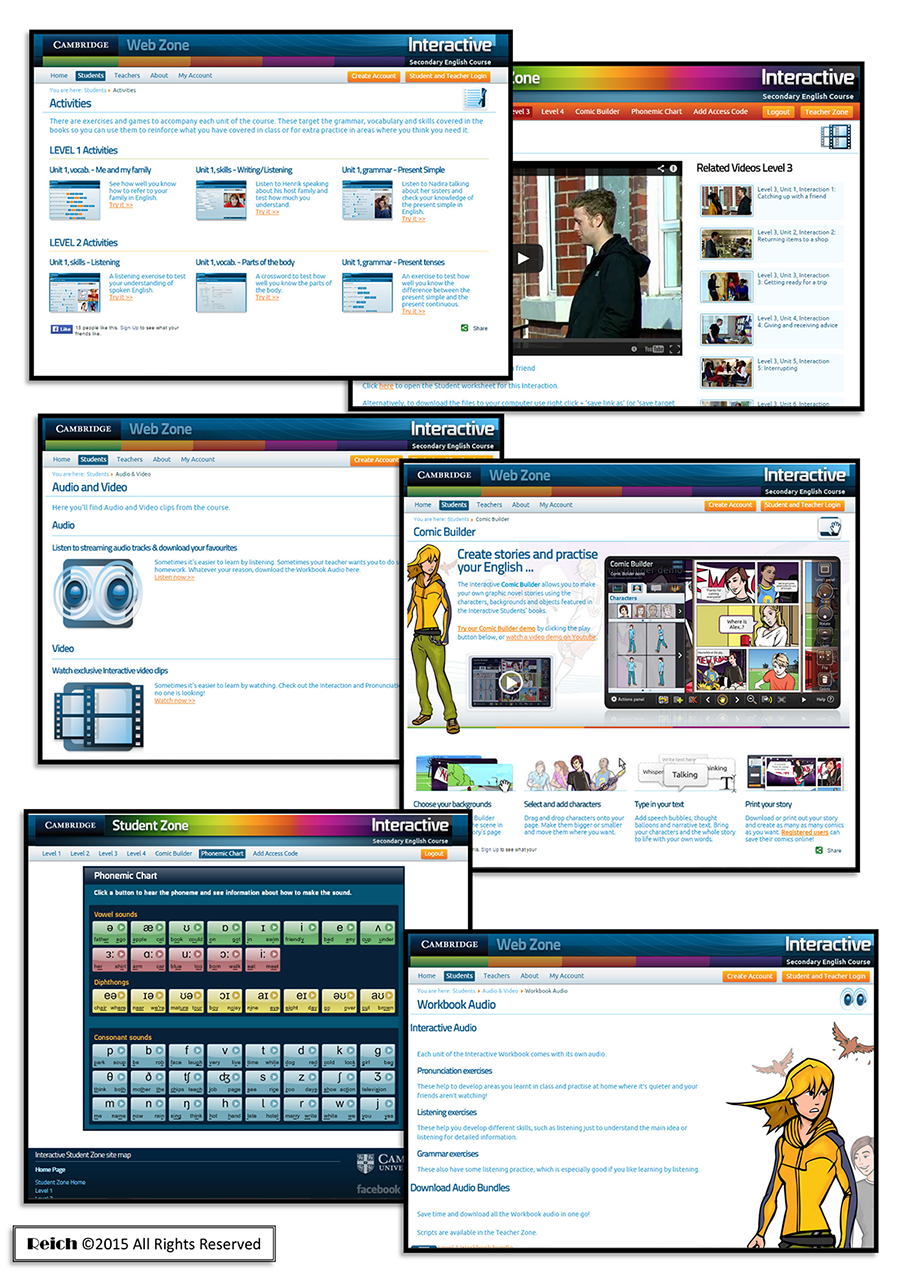 CAMBRIDGE Web Zone Interactive
Secondary English Course
Home Students Teachers About My Account Create Account Student and Teacher Login
You are here: Students Activities
Activities
There are exercises and games to accompany each unit of the course. These target the grammar, vocabulary and skills covered in the
books so you can use them to reinforce what you have covered in class or for extra practice in areas where you think you need it.
LEVEL 1 Activities
Unit 1, vocab. - Me and my family
See how well you know
how to refer to your
family in English.
Try it >>
Unit 1, skills - Writing/Listening
Listen to Henrik speaking
about his host family and
test how much you
understand.
Try it >>
Unit 1, grammar - Present Simple
Listen to Nadira talking
about her sisters and
check your knowledge of
the present simple in
English.
Try it >>
LEVEL 2 Activities
Unit 1, skills - Listening
A listening exercise to test
your understanding of
spoken English.
Try it >>
Unit 1, vocab. - Parts of the body
A crossword to test how
well you know the parts of
the body.
Try it >>
Unit 1, grammar - Present tenses
An exercise to test how
well you know the
difference between the
present simple and the
present continuous.
Try it >>
Like 15 people like this. Sign Up to see what your
friends like.
Share
Zone Interactive
Secondary English Course
Level 3 Level 4 Comic Builder Phonemic Chart Add Access Code Logout Teacher Zone
Related Videos Level 3
Level 3, Unit 1, Interaction 1:
Catching up with a friend
Level 3, Unit 2, Interaction 2:
Returning items to a shop
Level 3, Unit 3, Interaction
3: Getting ready for a trip
Level 3, Unit 4, Interaction
4: Giving and receiving advice
Level 3, Unit 5, Interaction
5: Interrupting
Level 3, Unit 6, Interaction
YouTube
a friend
Click here to open the Student worksheet for this Interaction.
Alternatively, to download the files to your computer use right click + 'save link as' (or 'save target
CAMBRIDGE Web Zone Interactive
Secondary English Course
Home Students Teachers About My Account Create Account
You are here: Students Audio & Video
Audio and Video
Here you'll find Audio and Video clips from the course.
Audio
Listen to streaming audio tracks & download your favourites
Sometimes it's easier to learn by listening. Sometimes your teacher wants you to do s
homework. Whatever your reason, download the Workbook Audio here.
Listen now >>
Video
Watch exclusive Interactive video clips
Sometimes it's easier to learn by watching. Check out the Interaction and Pronunciati
no one is looking!
Watch now >>
CAMBRIDGE Web Zone Interactive
Secondary English Course
Home Students Teachers About My Account Create Account Student and Teacher Login
You are here: Students Comic Builder
Comic Builder
Create stories and practise
your English ...
The Interactive Comic Builder allows you to make
your own graphic novel stories using the
characters, backgrounds and objects featured in
the Interactive Students' books.
Try our Comic Builder demo by clicking the play
button below, or watch a video demo on Youtube.
Comic Builder
Comic Builder demo
Characters
Where is
Alex..?
Actions panel
Help
Whisper
Write text here
Talking
Thinking
Choose your backgrounds
Builder
e scene in
ory's page
Select and add characters
Drag and drop characters onto your
page. Make them bigger or smaller
and move them where you want.
Type in your text
Add speech bubbles, thought
balloons and narrative text. Bring
your characters and the whole story
to life with your own words.
Print your story
Download or print out your story
and create as many as many comics
as you want. Registered users can
save their comics online!
this. Sign up to see what your
Share
CAMBRIDGE Student Zone Interactive
Secondary English Course
Level 1 Level 2 Level 3 Level 4 Comic Builder Phonemic Chart Add Access Code Logout
Phonemic Chart
Click a button to hear the phoneme and see information about how to make the sound.
Vowel sounds
ə æ ʊ ɒ ɪ i e ʌ
father ago apple cat book could on got in swim friendly bed any cup under
ɜː ɑː uː ɔː iː
her shirt arm car blue too born walk eat meet
Diphthongs
eə ɪə ʊə ɔɪ aɪ eɪ əʊ aʊ
chair where near we're mature tour boy noisy nine eye eight day go over out brown
Consonant sounds
p b f v t d k g
park soup be rob face laugh very live time white dog red cold look girl bag
θ ð tʃ dʒ s z ʃ ʒ
think both mother the chips teach job page see rice zoo days shoe action television
m n ŋ h l r w j
me name now rain sing think hot hand late hotel marry write we white you yes
Interactive Student Zone site map
Home Page
Student Zone Home
Level 1
CAM
UNIVER
facebook
CAMBRIDGE Web Zone Interactive
Secondary English Course
Home Students Teachers About My Account Create Account Student and Teacher Login
You are here: Students Audio & Video Workbook Audio
Workbook Audio
Interactive Audio
Each unit of the Interactive Workbook comes with its own audio.
Pronunciation exercises
These help to develop areas you learnt in class and practise at home where it's quieter and your
friends aren't watching!
Listening exercises
These help you develop different skills, such as listening just to understand the main idea or
listening for detailed information.
Grammar exercises
These also have some listening practice, which is especially good if you like learning by listening.
Download Audio Bundles
Save time and download all the Workbook audio in one go!
Scripts are available in the Teacher Zone.
Reich ©2015 All Rights Reserved